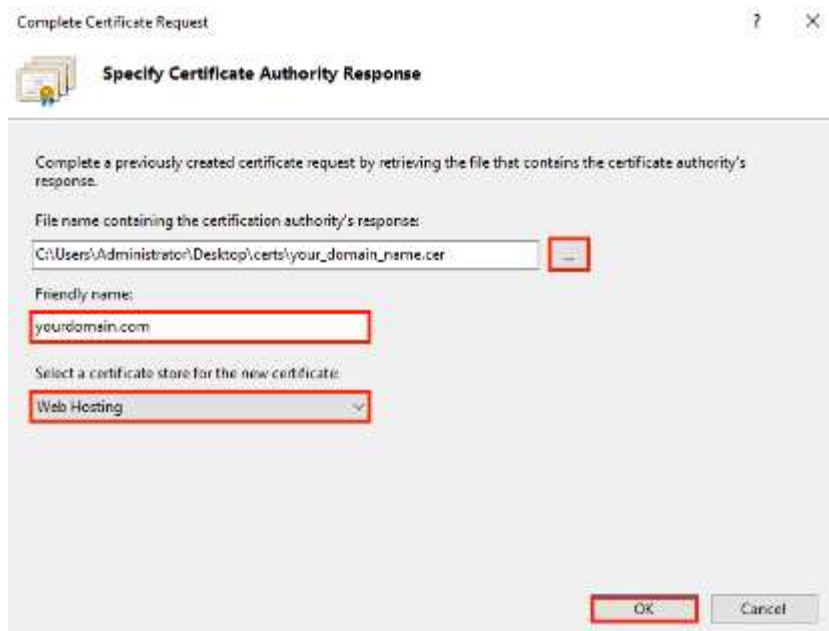 Complete Certificate Request
?
Specify Certificate Authority Response
Complete a previously created certificate request by retrieving the file that contains the certificate authority's
response.
File name containing the certification authority's response:
C:\Users\Administrator\Desktop\certs\your_domain_name.cer
...
Friendly name:
yourdomain.com
Select a certificate store for the new certificate:
Web Hosting
OK
Cancel